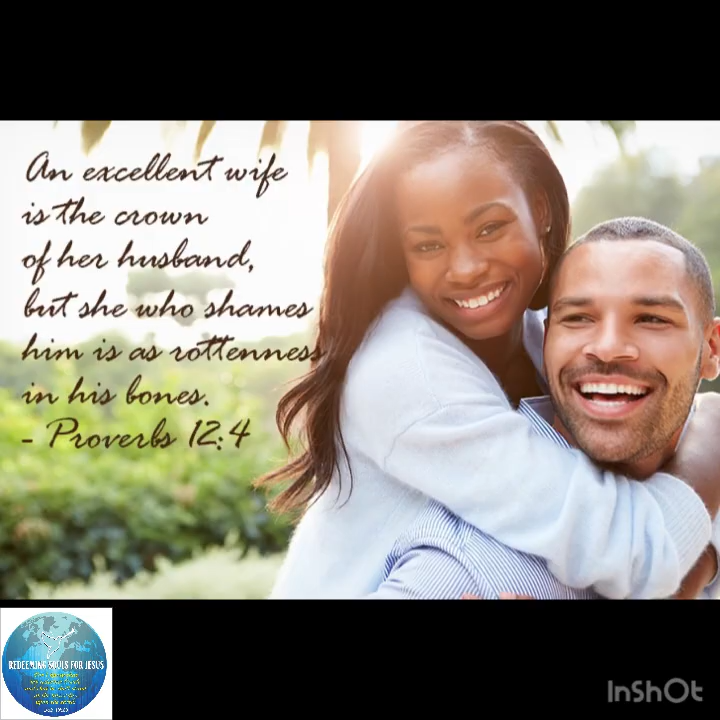 An excellent wife
is the crown
of her husband,
but she who shames
him is as rottenness
in his bones.
- Proverbs 12:4
REDEEMING SOULS FOR JESUS
InShOt